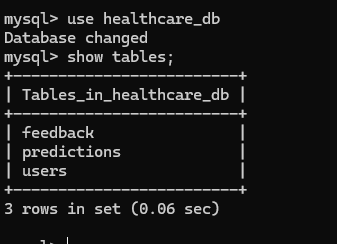 mysql> use healthcare_db
Database changed
mysql> show tables;
+-------------------------+
| Tables_in_healthcare_db |
+-------------------------+
| feedback                |
| predictions             |
| users                   |
+-------------------------+
3 rows in set (0.06 sec)